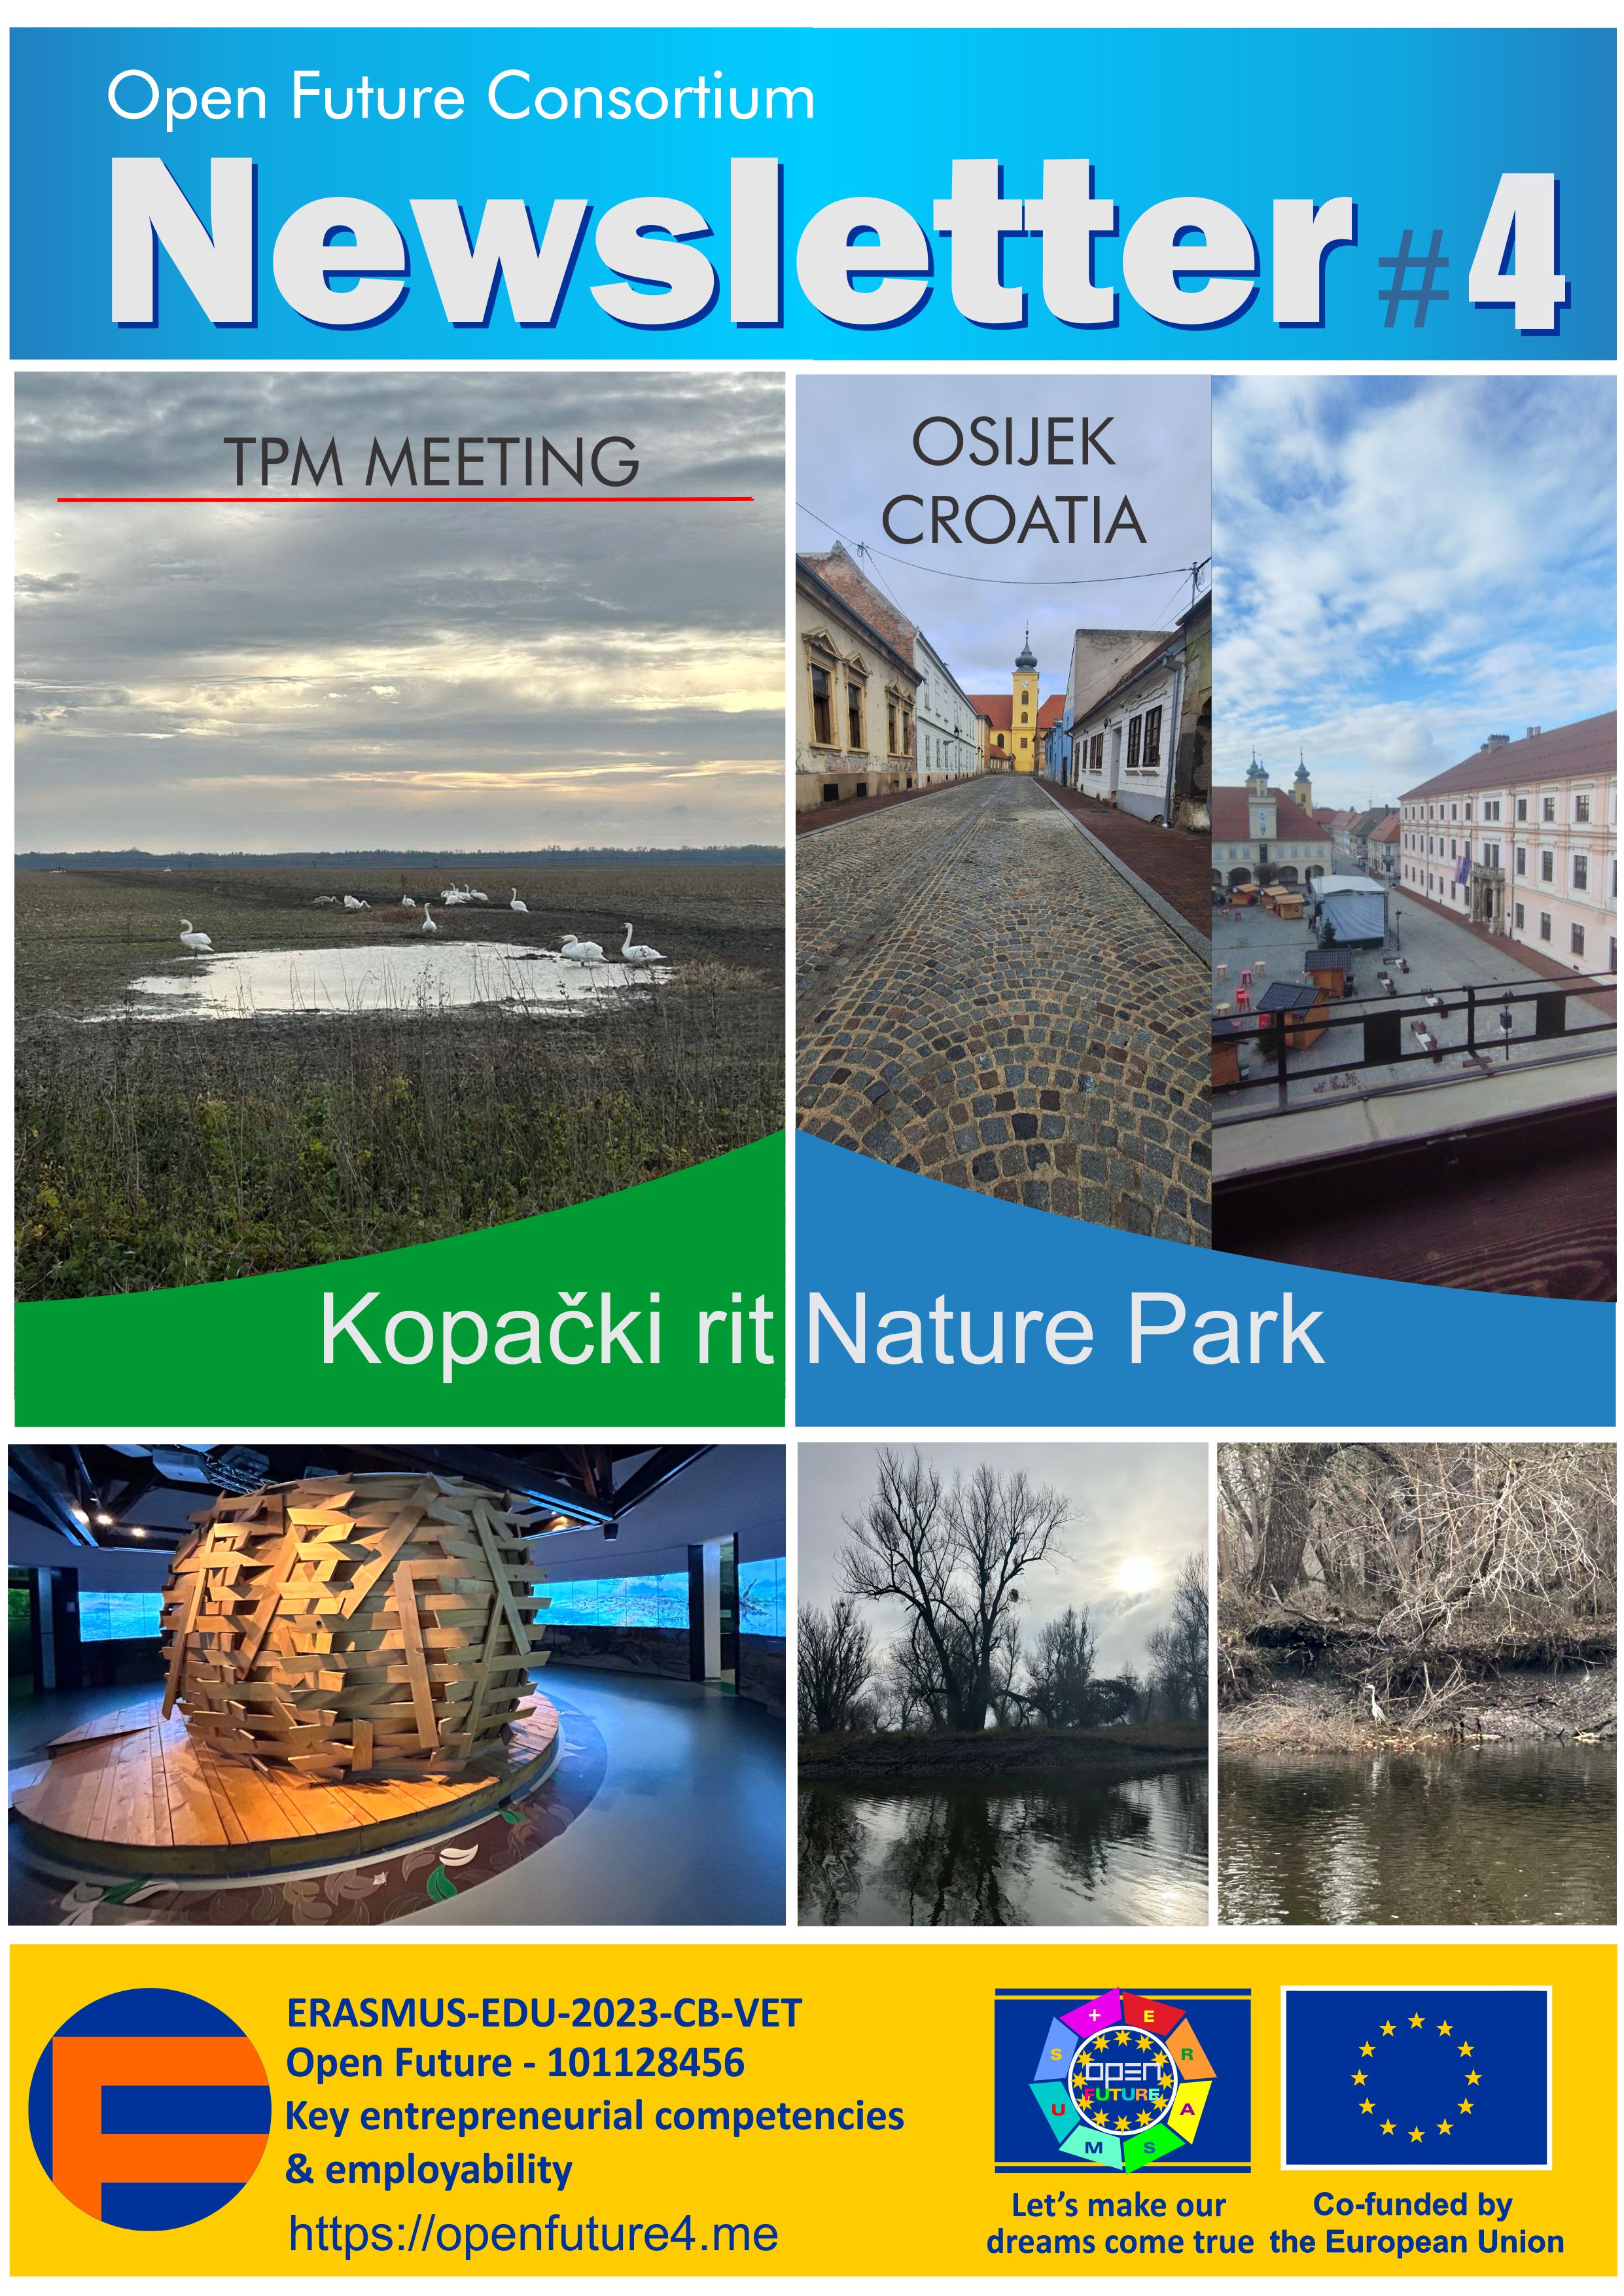 Open Future Consortium
Newsletter #4
TPM MEETING
OSIJEK
CROATIA
Kopački rit Nature Park
ERASMUS-EDU-2023-CB-VET
Open Future - 101128456
Key entrepreneurial competencies
& employability
https://openfuture4.me
+ E R A S M U S
OPEN
FUTURE
Let's make our
dreams come true
Co-funded by
the European Union